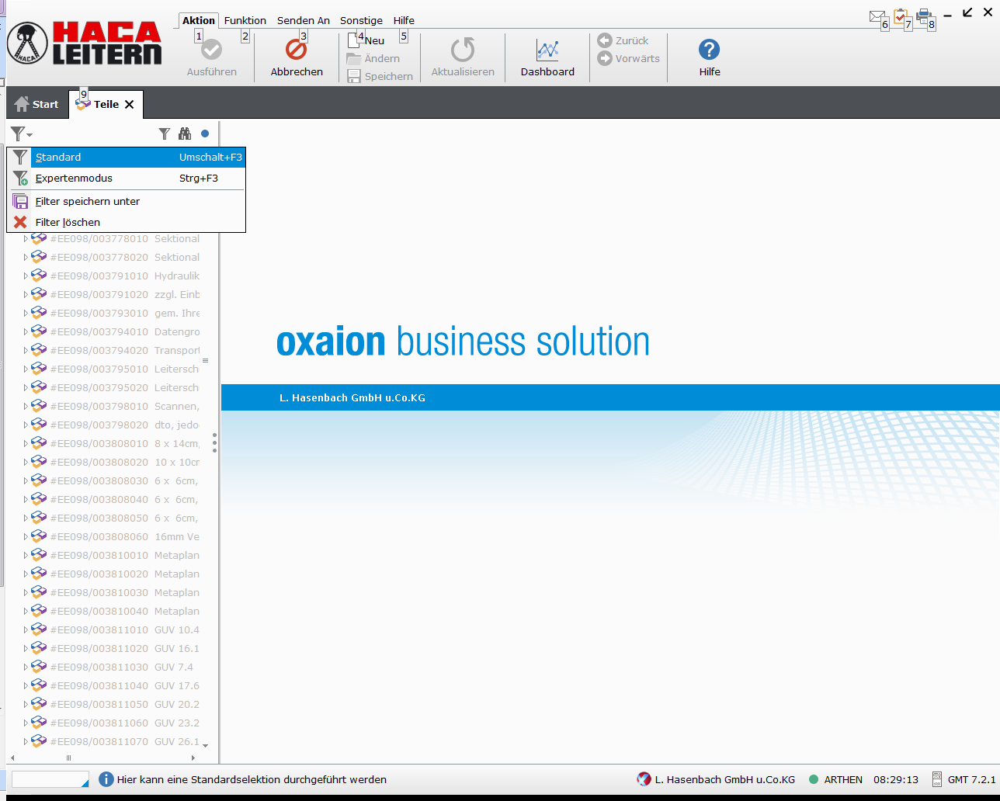 HACA
LEITERN
HACA
Aktion Funktion Senden An Sonstige Hilfe
1 2 3 4 5 6 7 8
Ausführen
Abbrechen
Neu
Ändern
Speichern
Aktualisieren
Dashboard
Zurück
Vorwärts
Hilfe
Start
9
Teile
Standard Umschalt+F3
Expertenmodus Strg+F3
Filter speichern unter
Filter löschen
#EE098/003778010 Sektional
#EE098/003778020 Sektional
#EE098/003791010 Hydraulik
#EE098/003791020 zzgl. Einb
#EE098/003793010 gem. Ihre
#EE098/003794010 Datengro
#EE098/003794020 Transport
#EE098/003795010 Leitersch
#EE098/003795020 Leitersch
#EE098/003798010 Scannen,
#EE098/003798020 dto, jedo
#EE098/003808010 8 x 14cm,
#EE098/003808020 10 x 10cm
#EE098/003808030 6 x 6cm,
#EE098/003808040 6 x 6cm,
#EE098/003808050 6 x 6cm,
#EE098/003808060 16mm Ve
#EE098/003810010 Metaplan
#EE098/003810020 Metaplan
#EE098/003810030 Metaplan
#EE098/003810040 Metaplan
#EE098/003811010 GUV 10.4
#EE098/003811020 GUV 16.1
#EE098/003811030 GUV 7.4
#EE098/003811040 GUV 17.6
#EE098/003811050 GUV 20.2
#EE098/003811060 GUV 23.2
#EE098/003811070 GUV 26.1
oxaion business solution
L. Hasenbach GmbH u.Co.KG
Hier kann eine Standardselektion durchgeführt werden
L. Hasenbach GmbH u.Co.KG
ARTHEN
08:29:13
GMT 7.2.1